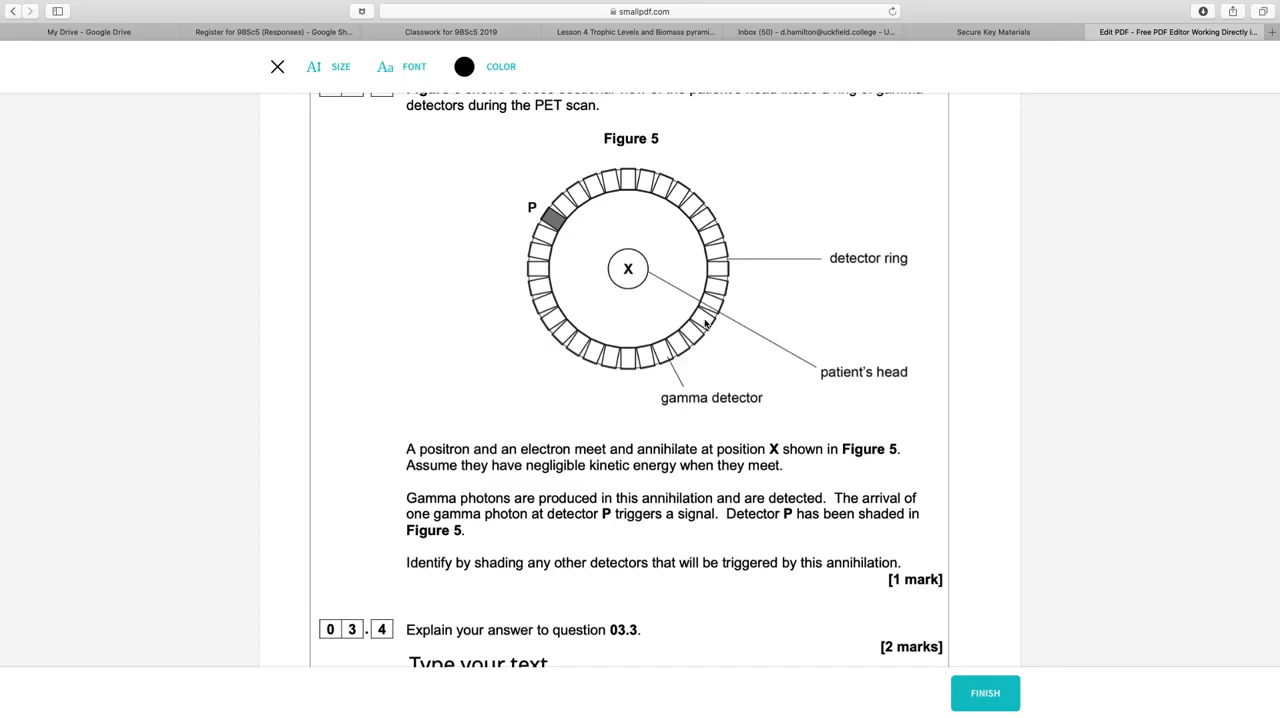 smallpdf.com
My Drive - Google Drive
Register for 9BSc5 (Responses) - Google Sh...
Classwork for 9BSc5 2019
Lesson 4 Trophic Levels and Biomass pyrami...
Inbox (50) - d.hamilton@uckfield.college - U...
Secure Key Materials
Edit PDF - Free PDF Editor Working Directly i...
SIZE
Aa FONT
COLOR
detectors during the PET scan.
Figure 5
P
X
detector ring
patient's head
gamma detector
A positron and an electron meet and annihilate at position X shown in Figure 5.
Assume they have negligible kinetic energy when they meet.
Gamma photons are produced in this annihilation and are detected. The arrival of
one gamma photon at detector P triggers a signal. Detector P has been shaded in
Figure 5.
Identify by shading any other detectors that will be triggered by this annihilation.
[1 mark]
0 3 . 4 Explain your answer to question 03.3.
[2 marks]
Type your text
FINISH